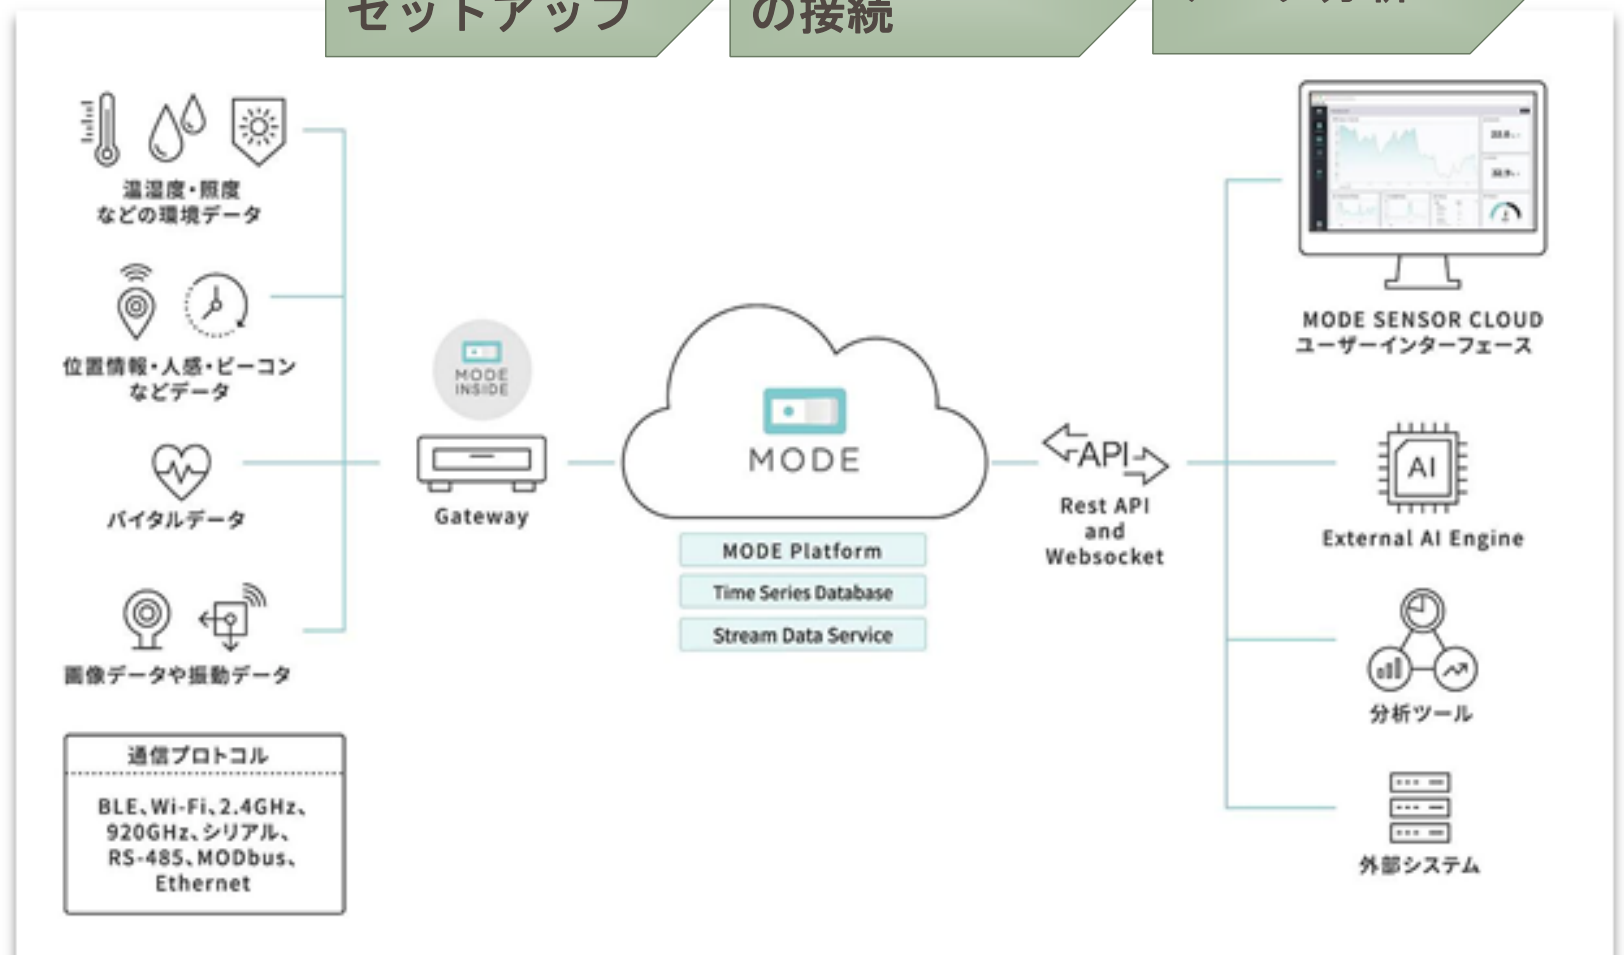 セットアップ
の接続
温湿度・照度
などの環境データ
位置情報・人感・ビーコン
などデータ
バイタルデータ
画像データや振動データ
通信プロトコル
BLE、Wi-Fi、2.4GHz、
920GHz、シリアル、
RS-485、MODbus、
Ethernet
MODE
INSIDE
Gateway
MODE
MODE Platform
Time Series Database
Stream Data Service
API
Rest API
and
Websocket
MODE SENSOR CLOUD
ユーザーインターフェース
AI
External AI Engine
分析ツール
外部システム